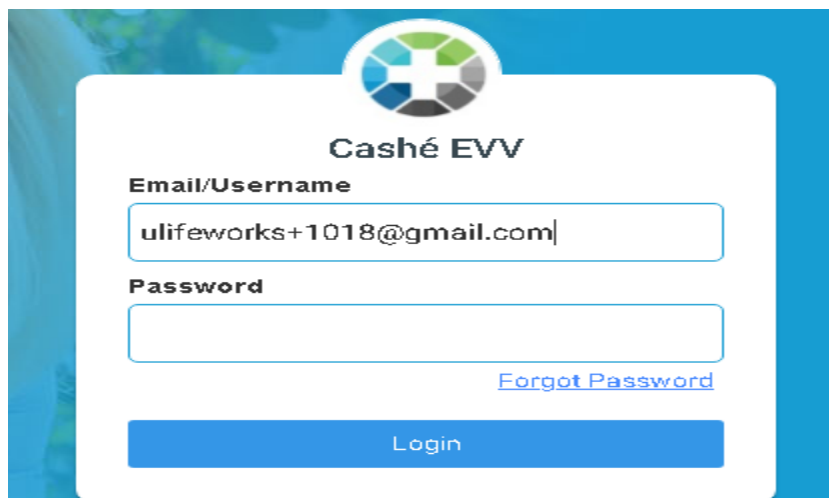 Cashé EVV
Email/Username
ulifeworks+1018@gmail.com
Password
Forgot Password
Login